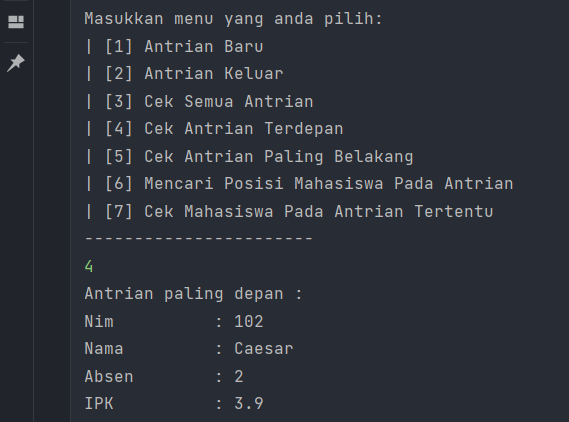 Masukkan menu yang anda pilih:
| [1] Antrian Baru
| [2] Antrian Keluar
| [3] Cek Semua Antrian
| [4] Cek Antrian Terdepan
| [5] Cek Antrian Paling Belakang
| [6] Mencari Posisi Mahasiswa Pada Antrian
| [7] Cek Mahasiswa Pada Antrian Tertentu
-----------------------
4
Antrian paling depan :
Nim          : 102
Nama         : Caesar
Absen        : 2
IPK          : 3.9